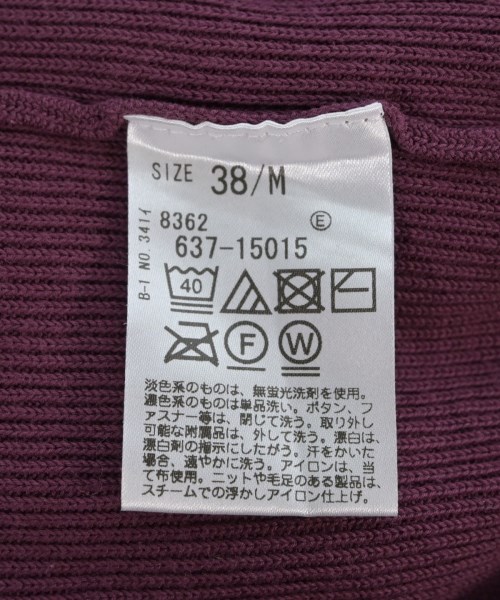 SIZE 38/M
8362 E
637-15015
B-1 NO.3411
40
F W
淡色系のものは、無蛍光洗剤を使用。
濃色系のものは単品洗い。ボタン、フ
ァスナー等は、閉じて洗う。取り外し
可能な附属品は、外して洗う。漂白は、
漂白剤の指示にしたがう。汗をかいた
場合、速やかに洗う。アイロンは、当
て布使用。ニットや毛足のある製品は、
スチームでの浮かしアイロン仕上げ。